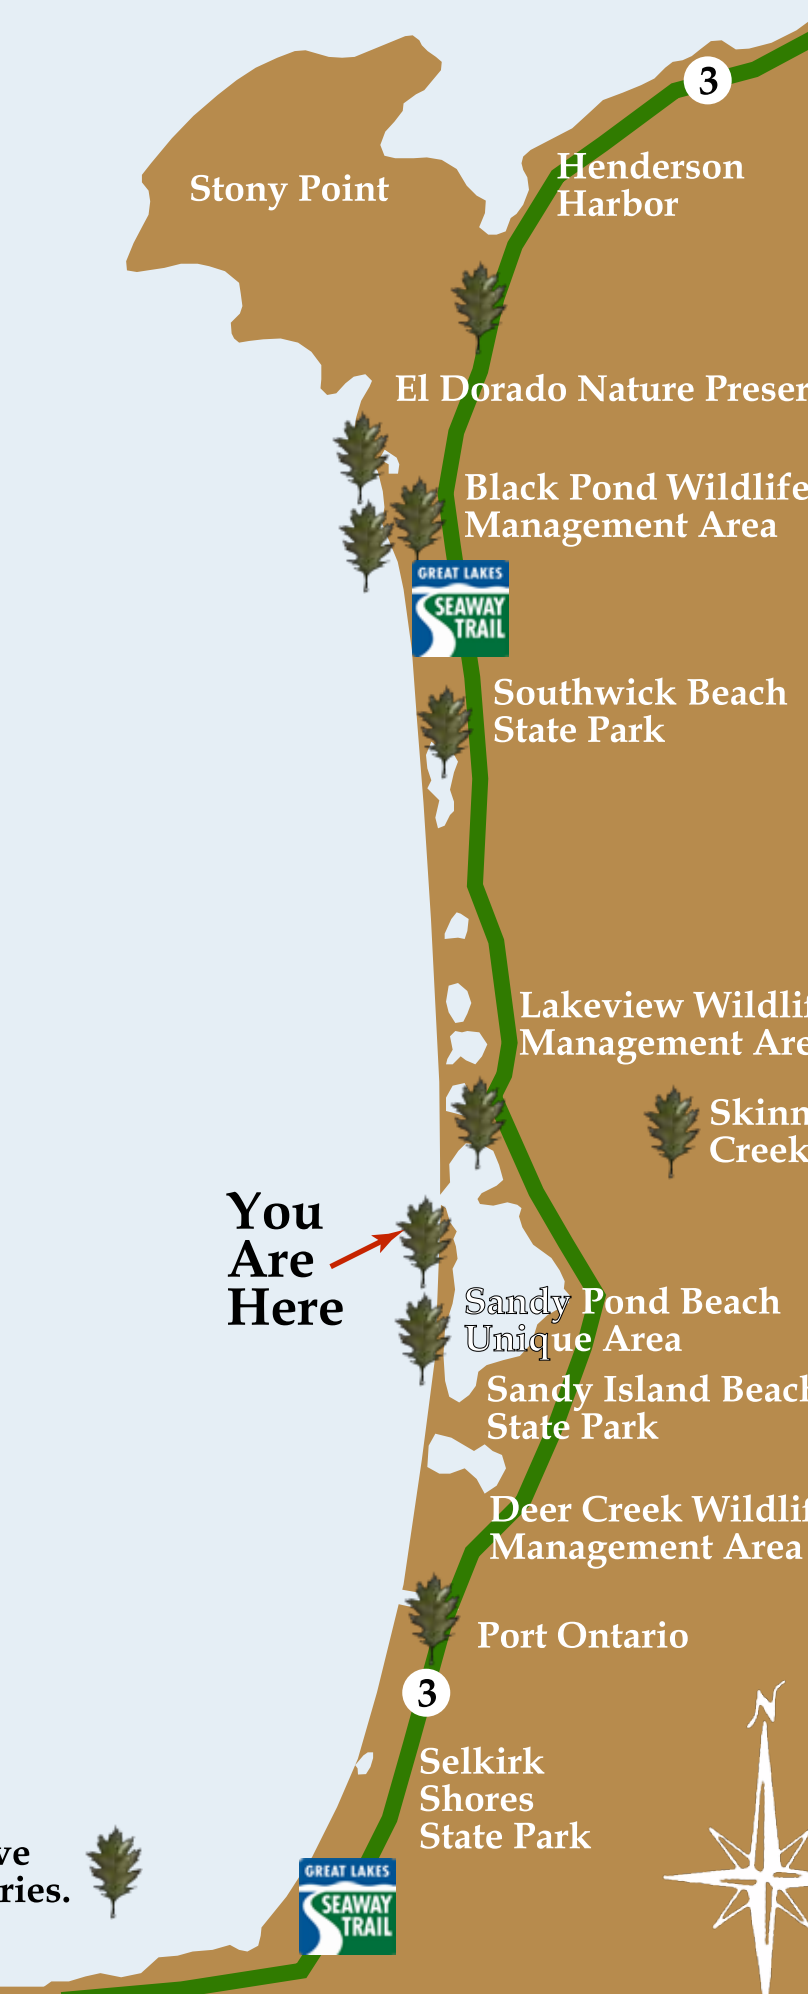 3
Henderson
Harbor
Stony Point
El Dorado Nature Preser
Black Pond Wildlife
Management Area
GREAT LAKES
SEAWAY
TRAIL
Southwick Beach
State Park
Lakeview Wildlif
Management Are
Skinn
Creek
You
Are
Here
Sandy Pond Beach
Unique Area
Sandy Island Beach
State Park
Deer Creek Wildlif
Management Area
Port Ontario
3
Selkirk
Shores
State Park
N
ve
ries.
GREAT LAKES
SEAWAY
TRAIL